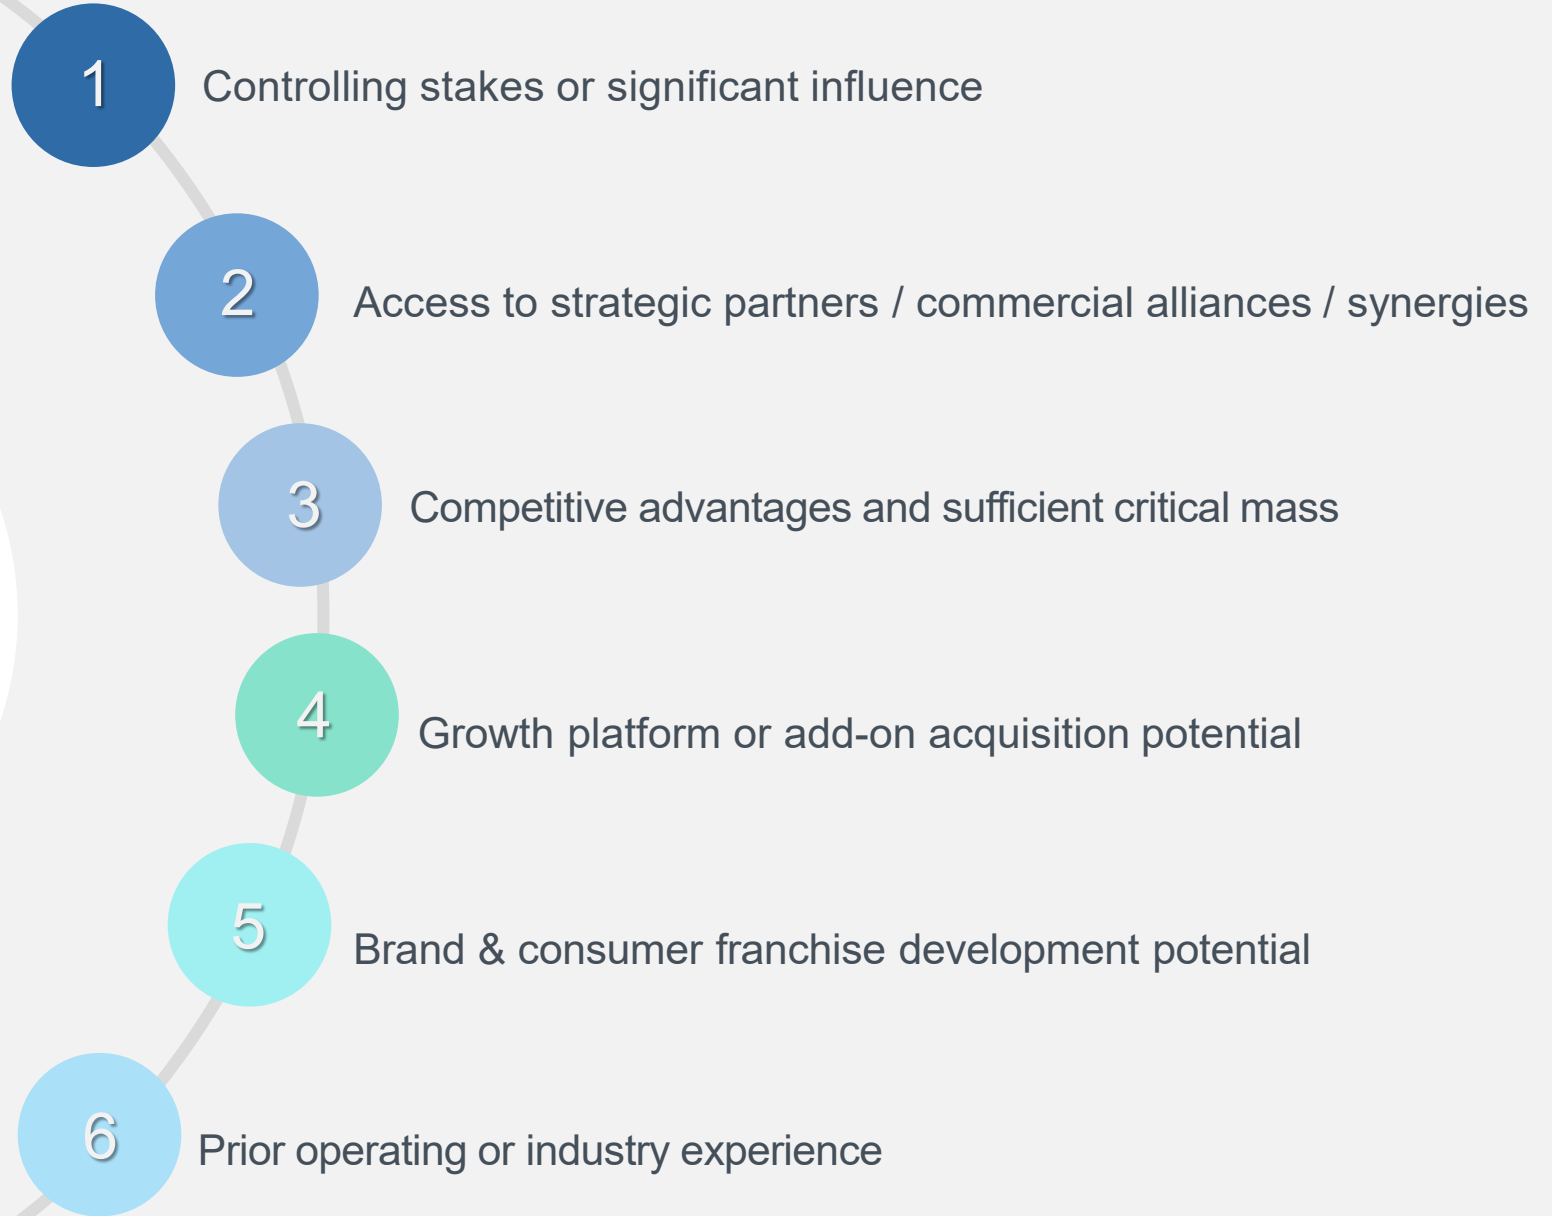 1 Controlling stakes or significant influence
2 Access to strategic partners / commercial alliances / synergies
3 Competitive advantages and sufficient critical mass
4 Growth platform or add-on acquisition potential
5 Brand & consumer franchise development potential
6 Prior operating or industry experience